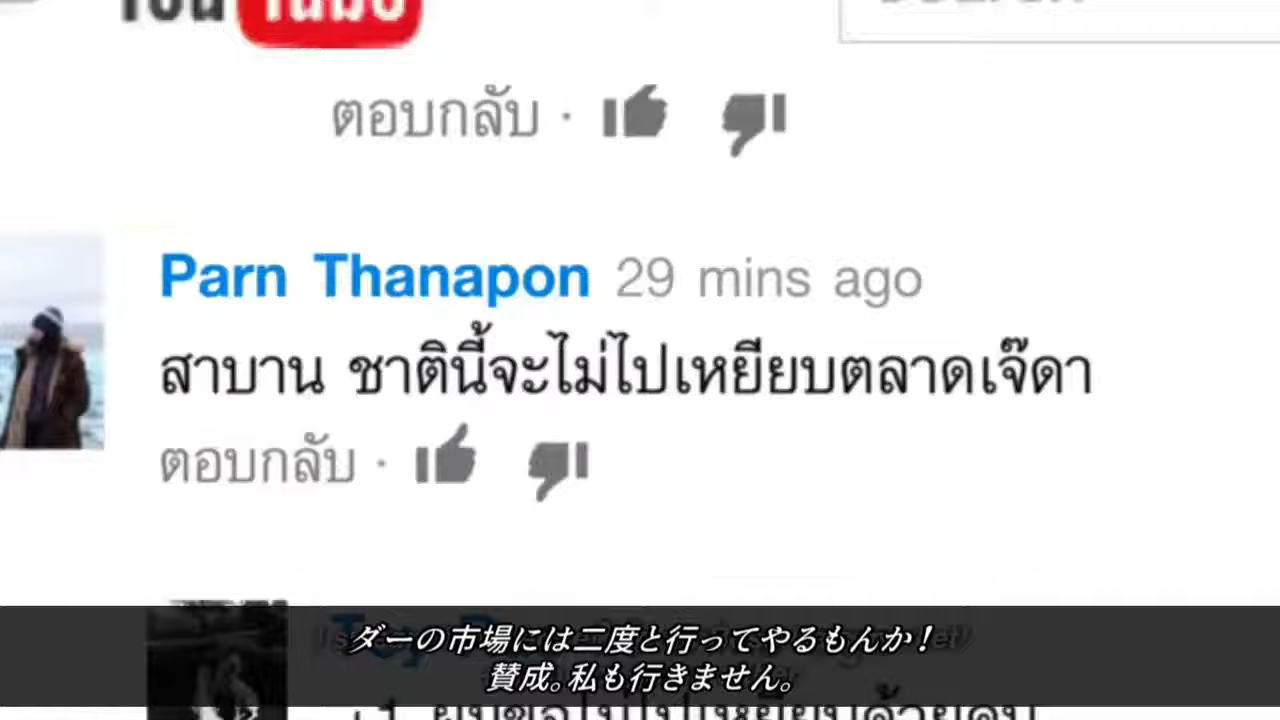 You Tube
ตอบกลับ ·
Parn Thanapon 29 mins ago
สาบาน ชาตินี้จะไม่ไปเหยียบตลาดเจ๊ดา
ตอบกลับ ·
ダーの市場には二度と行ってやるもんか！
賛成。私も行きません。